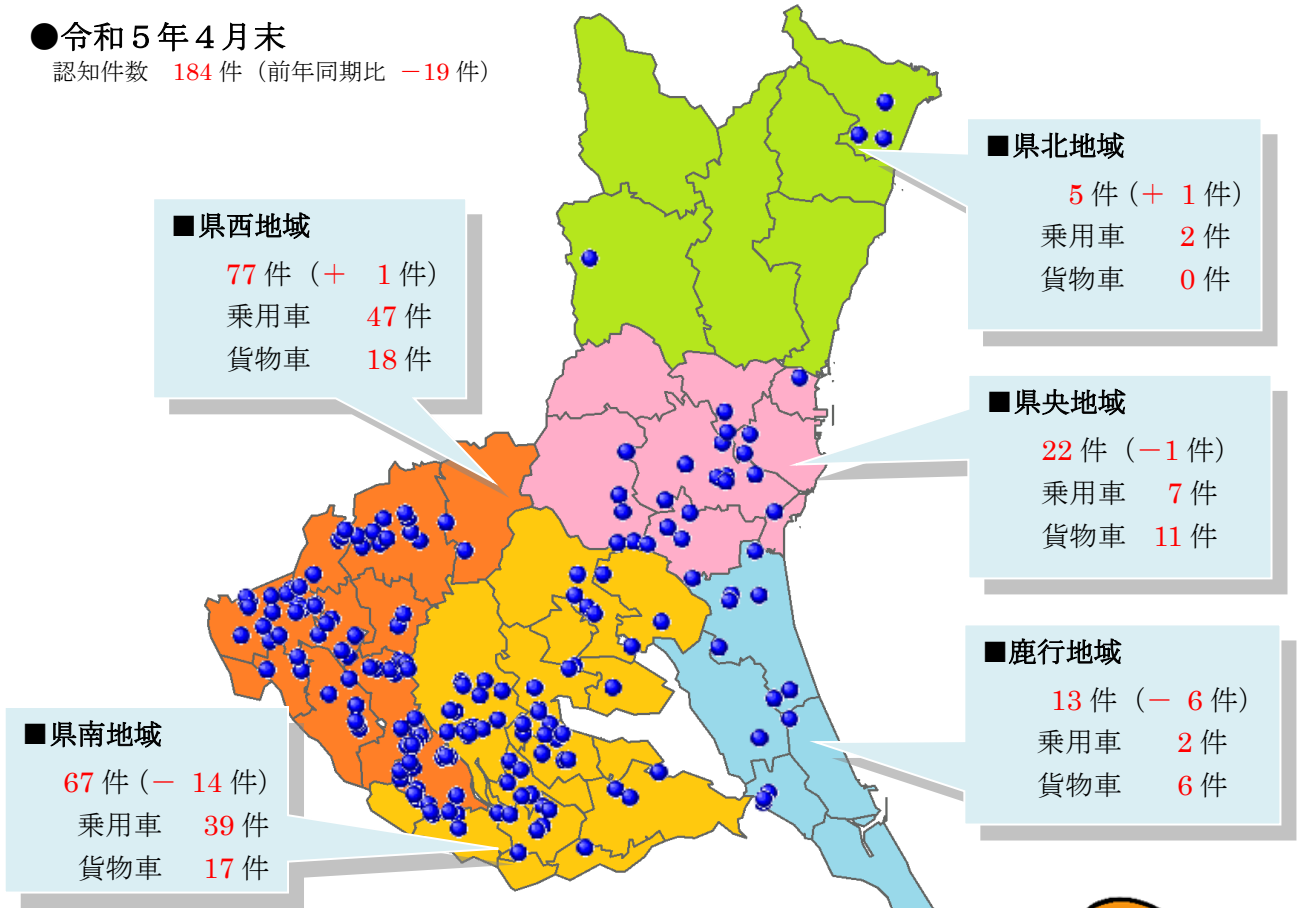 ●令和５年４月末
認知件数 184 件（前年同期比 －19 件）
■県北地域
5 件（＋ 1 件）
乗用車 2 件
貨物車 0 件
■県西地域
77 件（＋ 1 件）
乗用車 47 件
貨物車 18 件
■県央地域
22 件（－1 件）
乗用車 7 件
貨物車 11 件
■鹿行地域
13 件（－ 6 件）
乗用車 2 件
貨物車 6 件
■県南地域
67 件（－ 14 件）
乗用車 39 件
貨物車 17 件